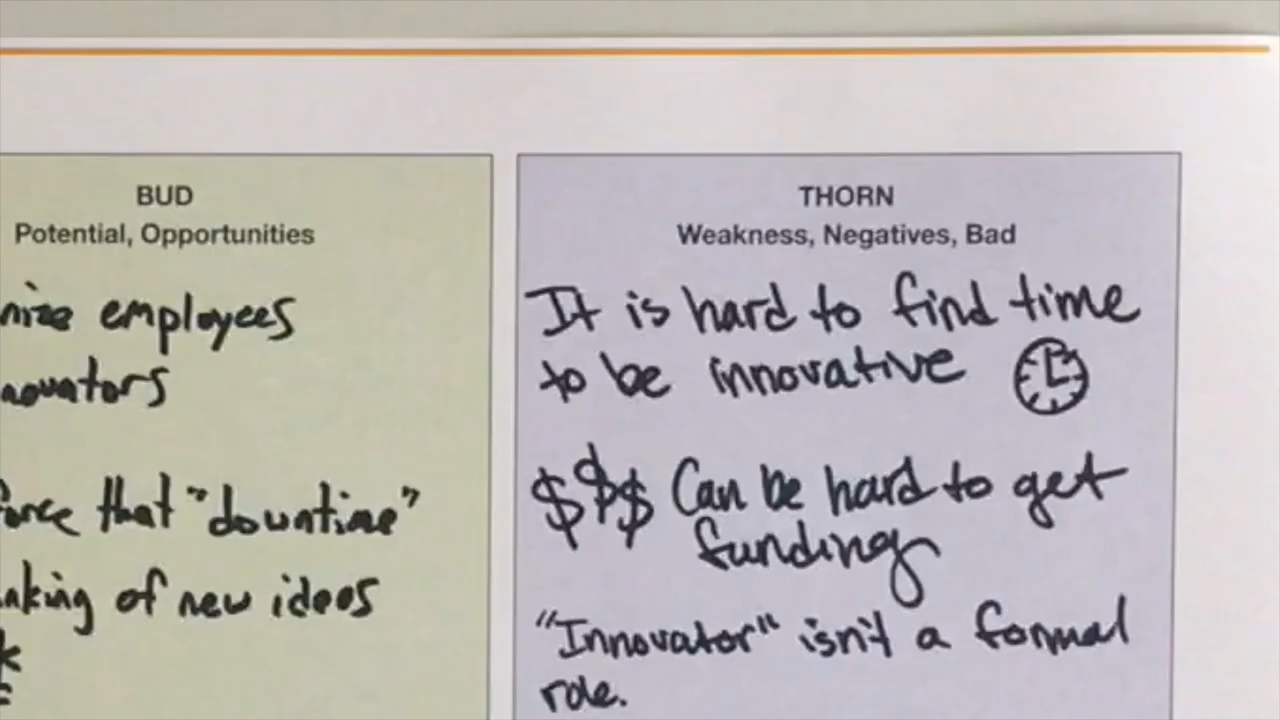 BUD
Potential, Opportunities
employees
that "downtime"
of new ideas
THORN
Weakness, Negatives, Bad
It is hard to find time
to be innovative
$$$ Can be hard to get
funding
"Innovator" isn't a formal
role.